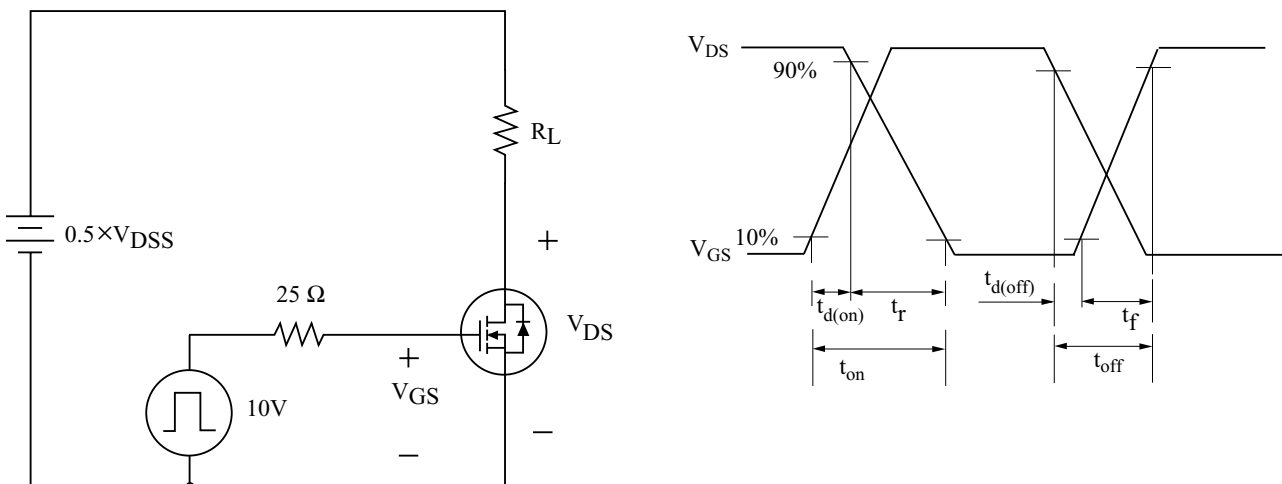 R_L
0.5×V_DSS
+
25 Ω
V_DS
+
V_GS
10V
−
−
V_DS
90%
V_GS
10%
t_d(on)
t_r
t_d(off)
t_f
t_on
t_off